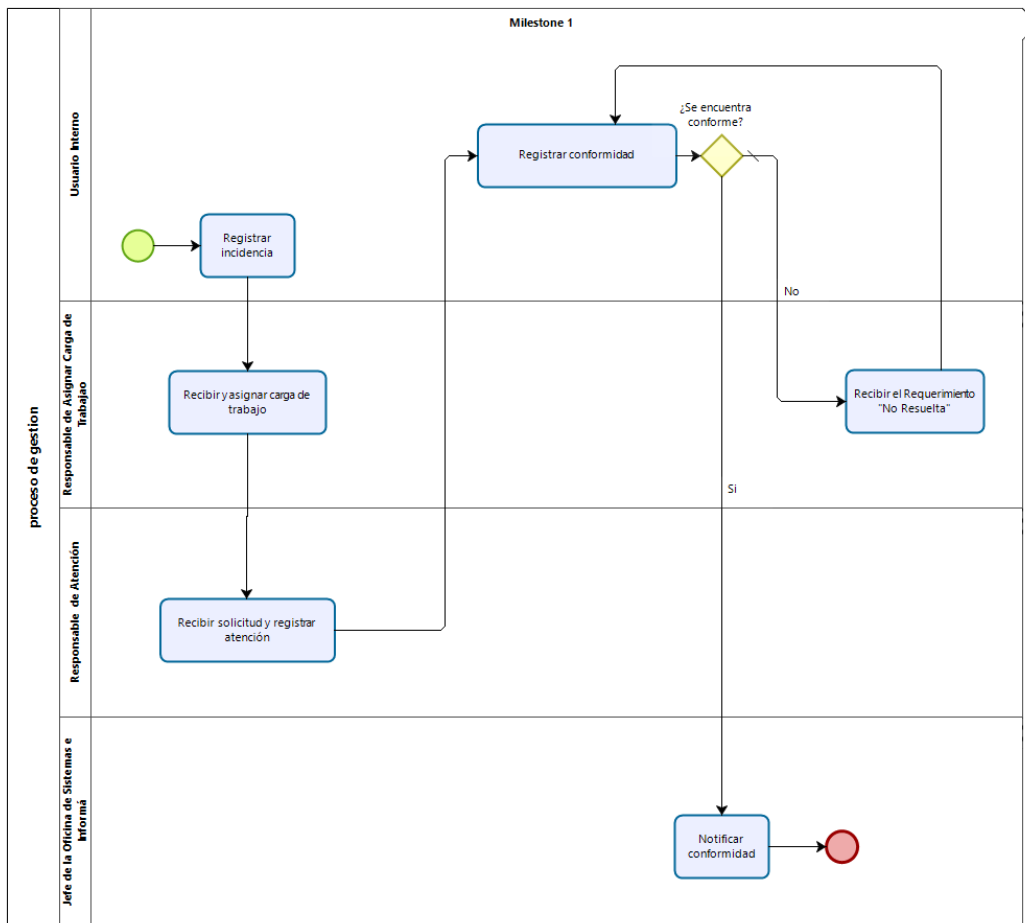 Milestone 1
proceso de gestion
Usuario Interno
¿Se encuentra
conforme?
Registrar conformidad
Registrar
incidencia
No
Responsable de Asignar Carga de
Trabajao
Recibir y asignar carga de
trabajo
Recibir el Requerimiento
"No Resuelta"
Si
Responsable de Atención
Recibir solicitud y registrar
atención
Jefe de la Oficina de Sistemas e
Informá
Notificar
conformidad